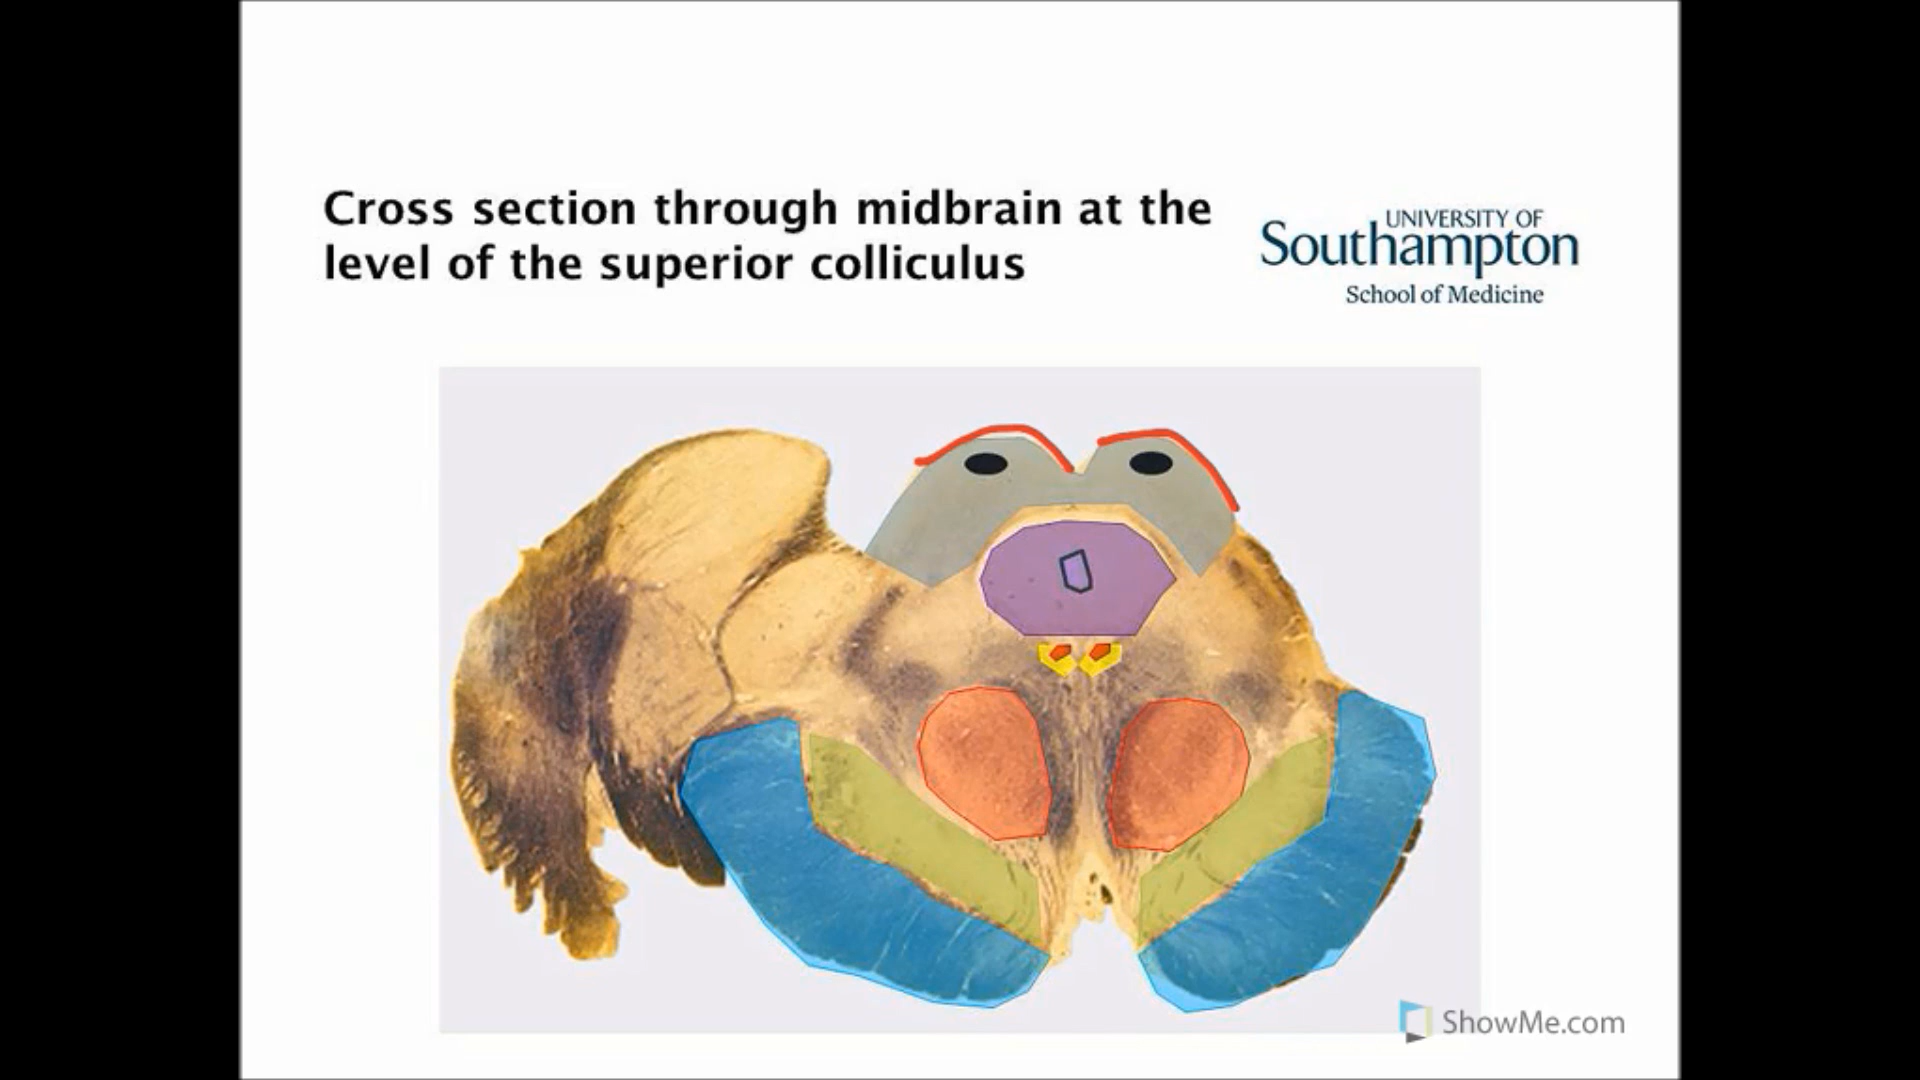 Cross section through midbrain at the
level of the superior colliculus
UNIVERSITY OF
Southampton
School of Medicine
ShowMe.com